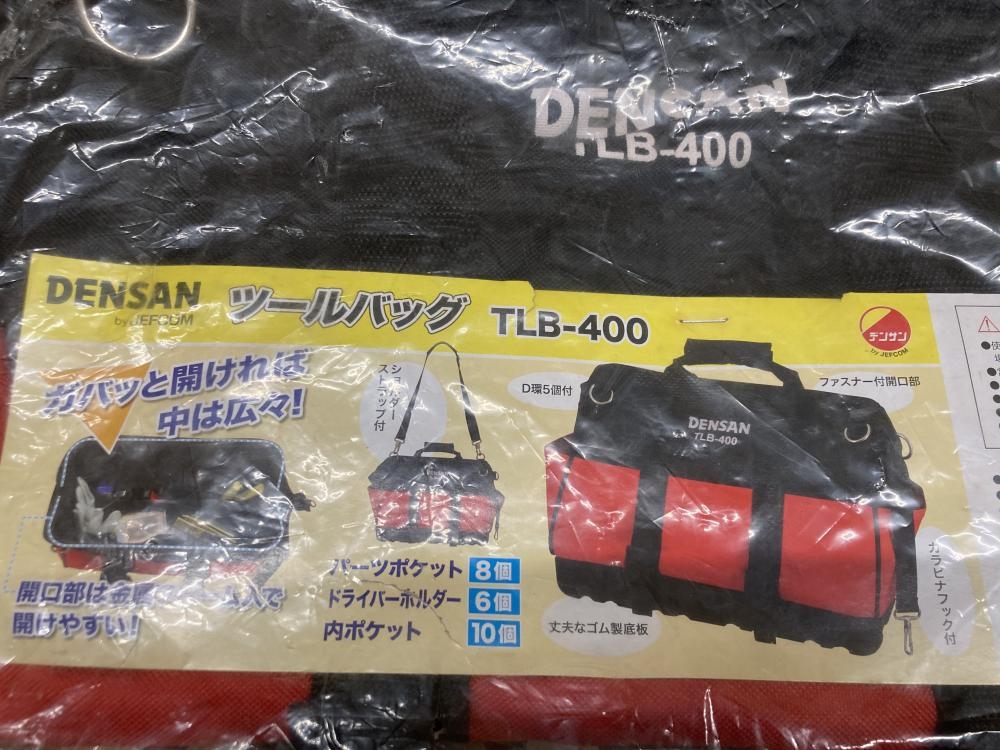 DENSAN
TLB-400
DENSAN
by JEFCOM
ツールバッグ TLB-400
デンサン
by JEFCOM
ガバッと開ければ
中は広々!
ショルダー
ストラップ付
D環5個付
ファスナー付開口部
DENSAN
TLB-400
パーツポケット 8個
ドライバーホルダー 6個
内ポケット 10個
開口部は金属フレーム入で
開けやすい!
丈夫なゴム製底板
カラビナフック付